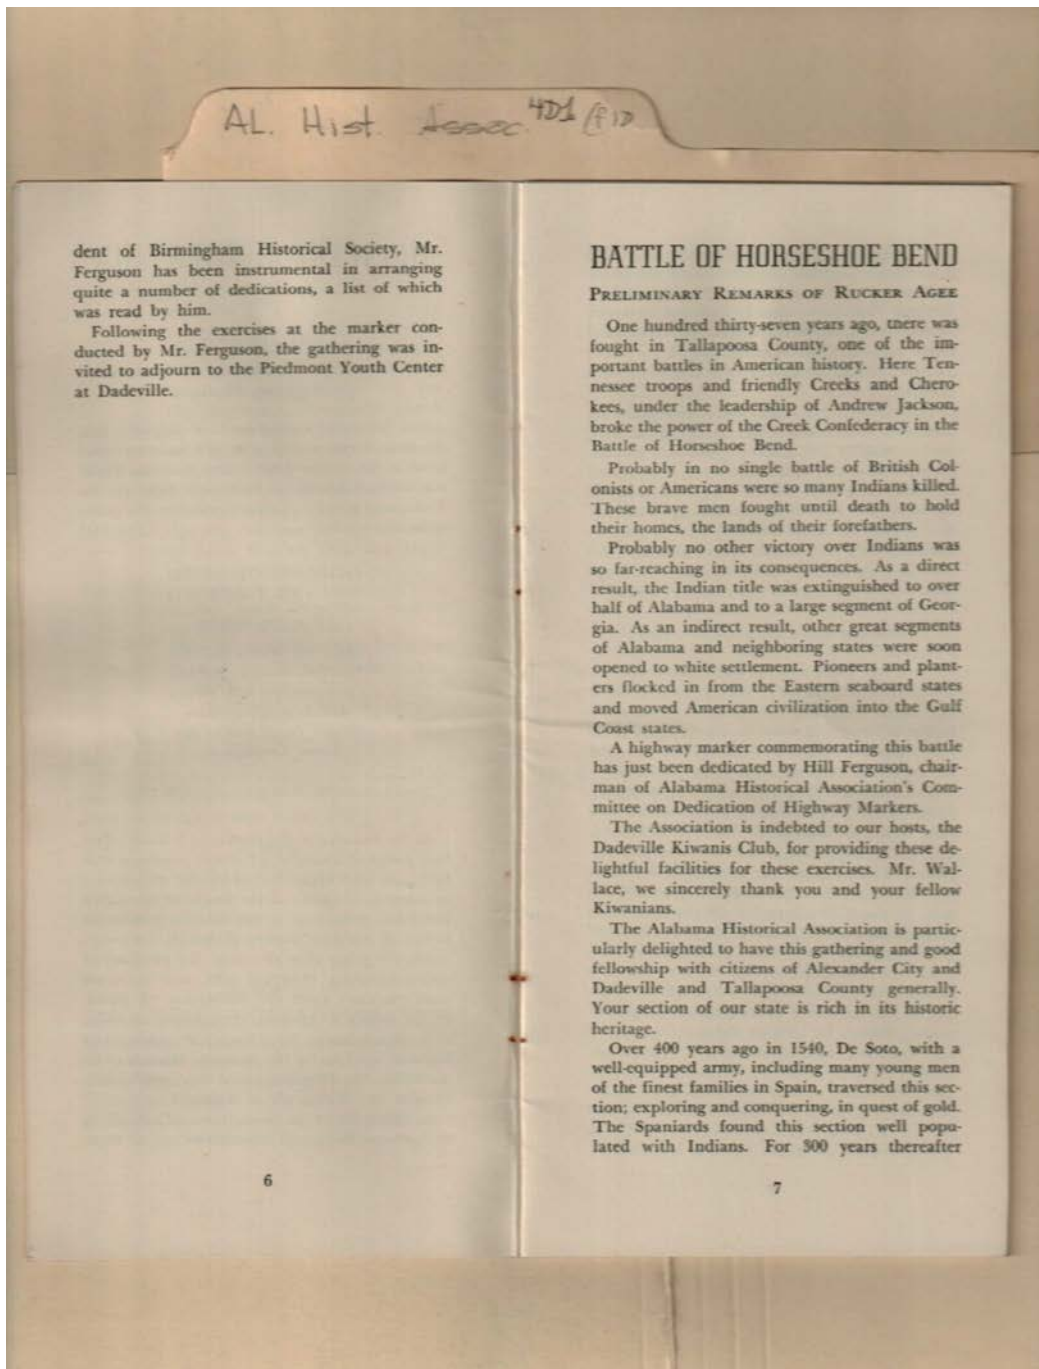 AL. Hist. Assoc. 4D1 (f10
dent of Birmingham Historical Society, Mr.
Ferguson has been instrumental in arranging
quite a number of dedications, a list of which
was read by him.
Following the exercises at the marker con-
ducted by Mr. Ferguson, the gathering was in-
vited to adjourn to the Piedmont Youth Center
at Dadeville.
6
BATTLE OF HORSESHOE BEND
PRELIMINARY REMARKS OF RUCKER AGEE
One hundred thirty-seven years ago, there was
fought in Tallapoosa County, one of the im-
portant battles in American history. Here Ten-
nessee troops and friendly Creeks and Chero-
kees, under the leadership of Andrew Jackson,
broke the power of the Creek Confederacy in the
Battle of Horseshoe Bend.
Probably in no single battle of British Col-
onists or Americans were so many Indians killed.
These brave men fought until death to hold
their homes, the lands of their forefathers.
Probably no other victory over Indians was
so far-reaching in its consequences. As a direct
result, the Indian title was extinguished to over
half of Alabama and to a large segment of Geor-
gia. As an indirect result, other great segments
of Alabama and neighboring states were soon
opened to white settlement. Pioneers and plant-
ers flocked in from the Eastern seaboard states
and moved American civilization into the Gulf
Coast states.
A highway marker commemorating this battle
has just been dedicated by Hill Ferguson, chair-
man of Alabama Historical Association's Com-
mittee on Dedication of Highway Markers.
The Association is indebted to our hosts, the
Dadeville Kiwanis Club, for providing these de-
lightful facilities for these exercises. Mr. Wal-
lace, we sincerely thank you and your fellow
Kiwanians.
The Alabama Historical Association is partic-
ularly delighted to have this gathering and good
fellowship with citizens of Alexander City and
Dadeville and Tallapoosa County generally.
Your section of our state is rich in its historic
heritage.
Over 400 years ago in 1540, De Soto, with a
well-equipped army, including many young men
of the finest families in Spain, traversed this sec-
tion; exploring and conquering, in quest of gold.
The Spaniards found this section well popu-
lated with Indians. For 300 years thereafter
7